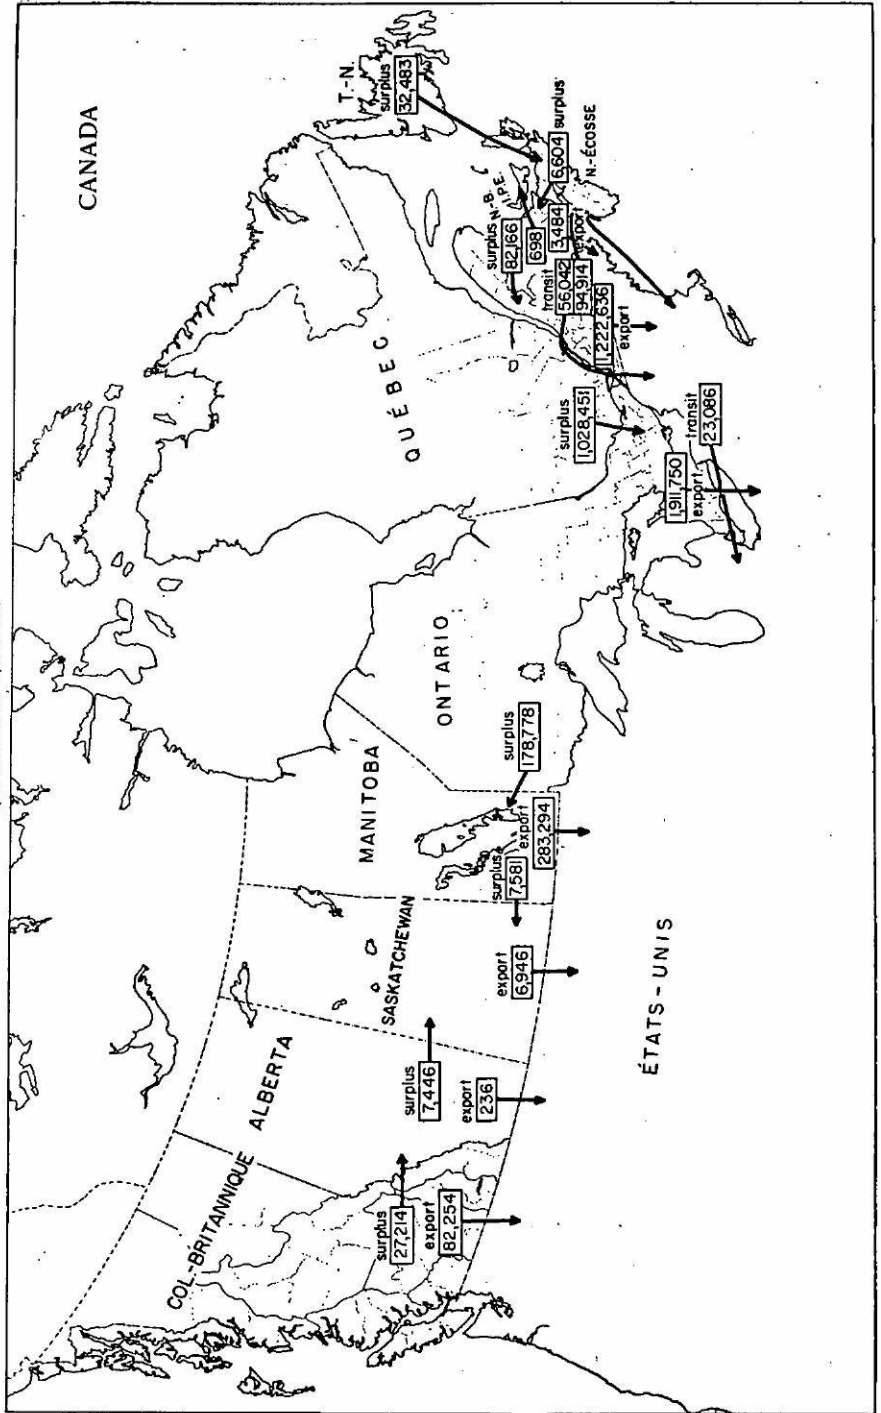 CANADA
T.-N.
surplus
32,483
QUÉBEC
surplus
82,166
N.-B.
I.P.E.
698
6,604
surplus
N.-ÉCOSSE
3,484
export
transit
56,042
94,914
1,222,636
export
surplus
1,028,451
1,911,750
export
transit
23,086
ONTARIO
surplus
178,778
MANITOBA
export
283,294
surplus
7,581
SASKATCHEWAN
export
6,946
ALBERTA
surplus
7,446
export
236
COL.-BRITANNIQUE
surplus
27,214
export
82,254
ÉTATS-UNIS